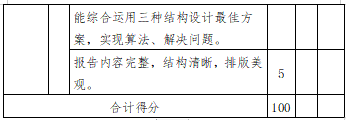 能综合运用三种结构设计最佳方
案，实现算法、解决问题。
报告内容完整，结构清晰，排版美
观。
5
合计得分
100